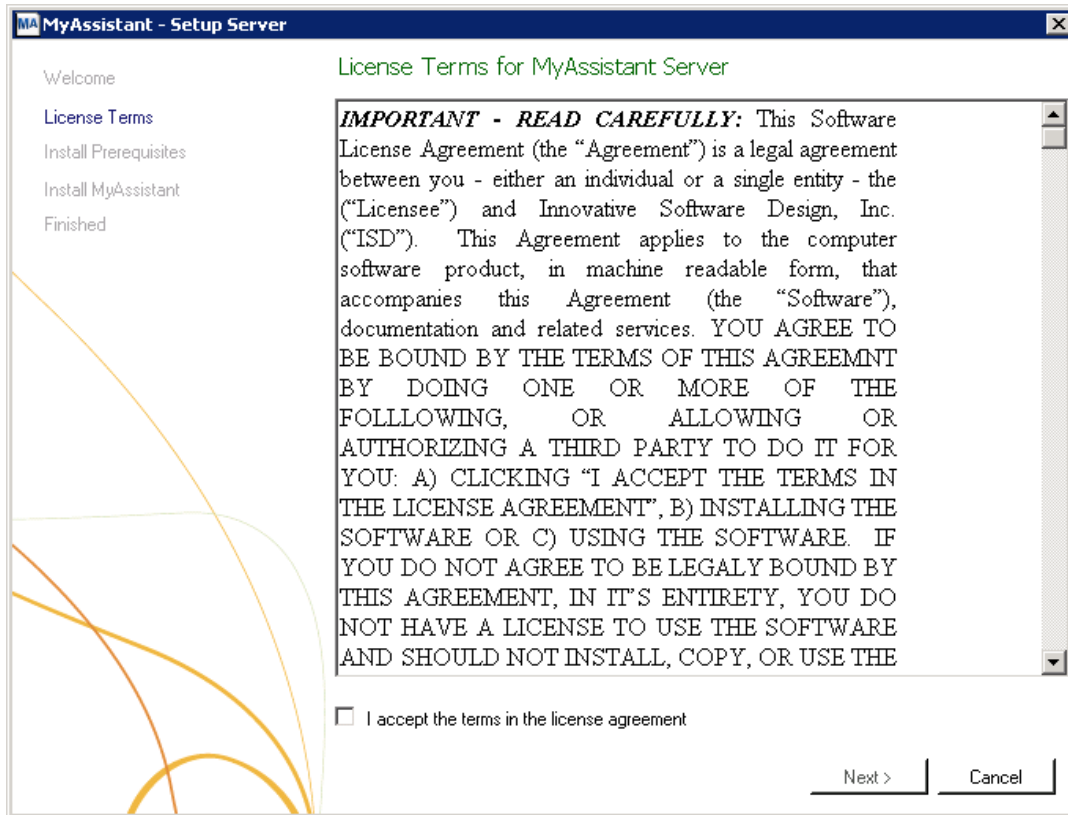 MA MyAssistant - Setup Server
Welcome
License Terms
Install Prerequisites
Install MyAssistant
Finished
License Terms for MyAssistant Server
IMPORTANT - READ CAREFULLY: This Software
License Agreement (the “Agreement”) is a legal agreement
between you - either an individual or a single entity - the
(“Licensee”) and Innovative Software Design, Inc.
(“ISD”). This Agreement applies to the computer
software product, in machine readable form, that
accompanies this Agreement (the “Software”),
documentation and related services. YOU AGREE TO
BE BOUND BY THE TERMS OF THIS AGREEMNT
BY DOING ONE OR MORE OF THE
FOLLLOWING, OR ALLOWING OR
AUTHORIZING A THIRD PARTY TO DO IT FOR
YOU: A) CLICKING “I ACCEPT THE TERMS IN
THE LICENSE AGREEMENT”, B) INSTALLING THE
SOFTWARE OR C) USING THE SOFTWARE. IF
YOU DO NOT AGREE TO BE LEGALY BOUND BY
THIS AGREEMENT, IN IT’S ENTIRETY, YOU DO
NOT HAVE A LICENSE TO USE THE SOFTWARE
AND SHOULD NOT INSTALL, COPY, OR USE THE
I accept the terms in the license agreement
Next >
Cancel